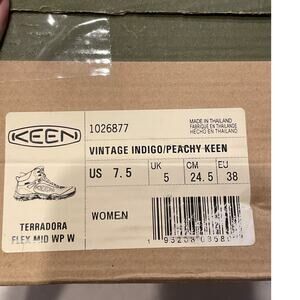 KEEN
1026877
MADE IN THAILAND
FABRIQUÉ EN THAÏLANDE
HECHO EN THAILAND
VINTAGE INDIGO/PEACHY KEEN
US 7.5
UK
5
CM
24.5
EU
38
WOMEN
TERRADORA
FLEX MID WP W